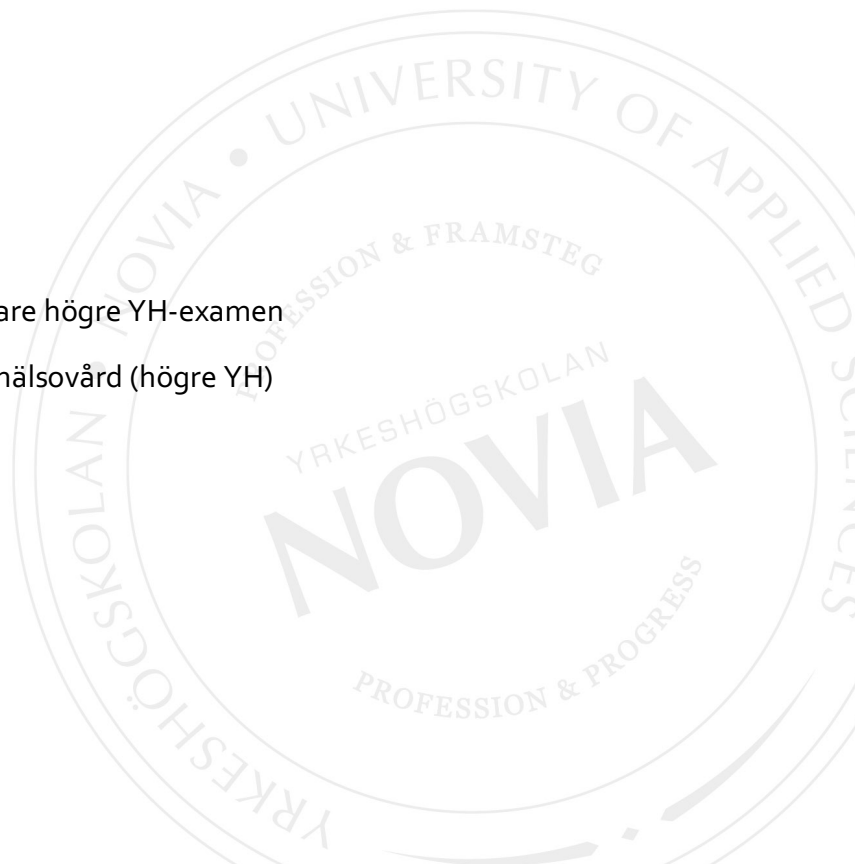 are högre YH-examen
hälsovård (högre YH)
YRKESHÖGSKOLAN • NOVIA • UNIVERSITY OF APPLIED SCIENCES
PROFESSION & FRAMSTEG
YRKESHÖGSKOLAN
NOVIA
PROFESSION & PROGRESS